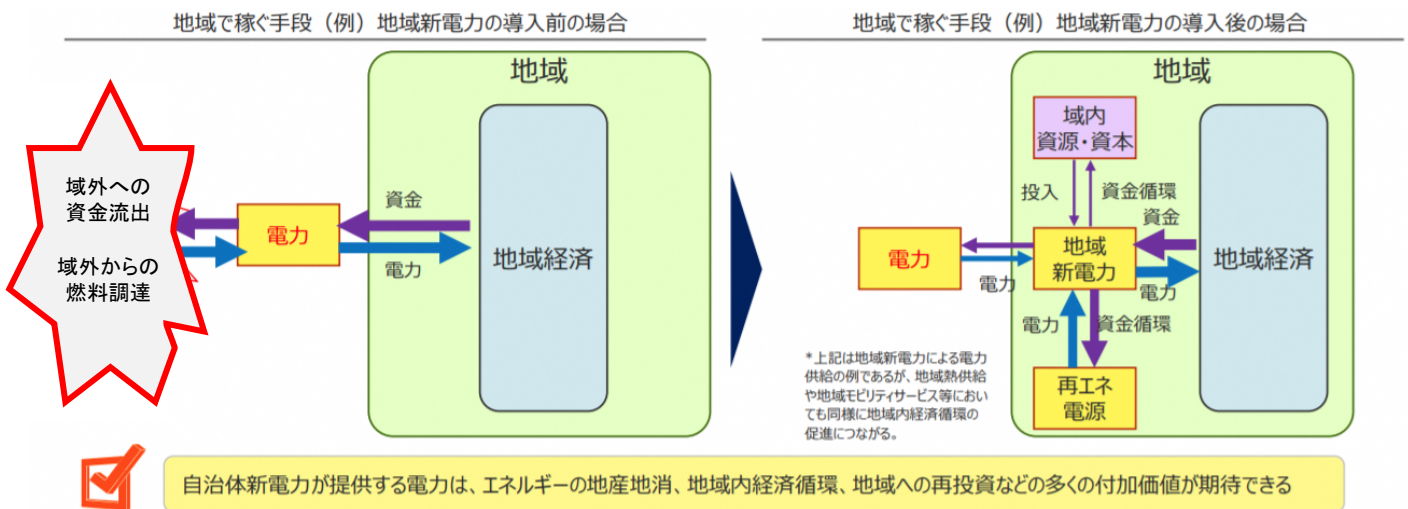 地域で稼ぐ手段（例）地域新電力の導入前の場合
地域
域外への
資金流出
域外からの
燃料調達
電力
資金
電力
地域経済
地域で稼ぐ手段（例）地域新電力の導入後の場合
地域
域内
資源・資本
投入
資金循環
資金
電力
電力
地域
新電力
電力
地域経済
電力
資金循環
再エネ
電源
*上記は地域新電力による電力
供給の例であるが、地域熱供給
や地域モビリティサービス等におい
ても同様に地域内経済循環の
促進につながる。
自治体新電力が提供する電力は、エネルギーの地産地消、地域内経済循環、地域への再投資などの多くの付加価値が期待できる